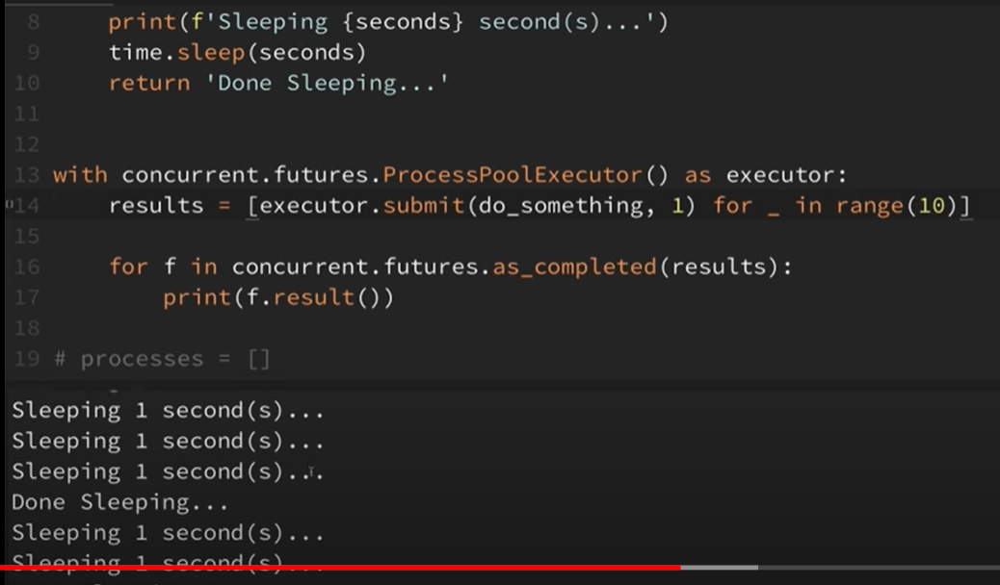 8 print(f'Sleeping {seconds} second(s)...')
9 time.sleep(seconds)
10 return 'Done Sleeping...'
11
12
13 with concurrent.futures.ProcessPoolExecutor() as executor:
14 results = [executor.submit(do_something, 1) for _ in range(10)]
15
16 for f in concurrent.futures.as_completed(results):
17 print(f.result())
18
19 # processes = []
Sleeping 1 second(s)...
Sleeping 1 second(s)...
Sleeping 1 second(s)...
Done Sleeping...
Sleeping 1 second(s)...
Sleeping 1 second(s)